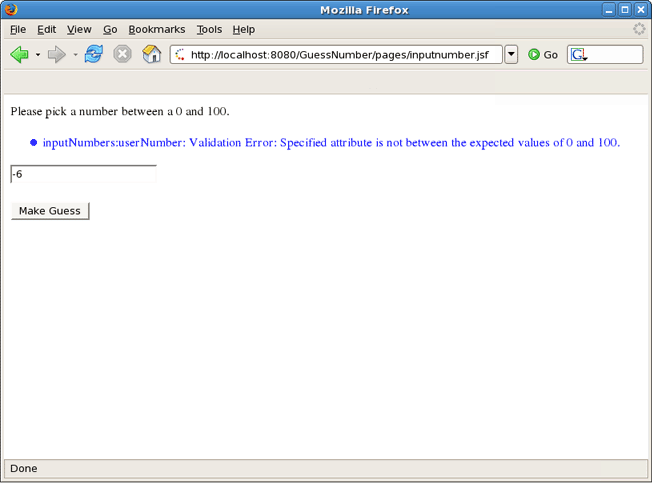 Mozilla Firefox
File Edit View Go Bookmarks Tools Help
http://localhost:8080/GuessNumber/pages/inputnumber.jsf Go G
Please pick a number between a 0 and 100.
inputNumbers:userNumber: Validation Error: Specified attribute is not between the expected values of 0 and 100.
-6
Make Guess
Done